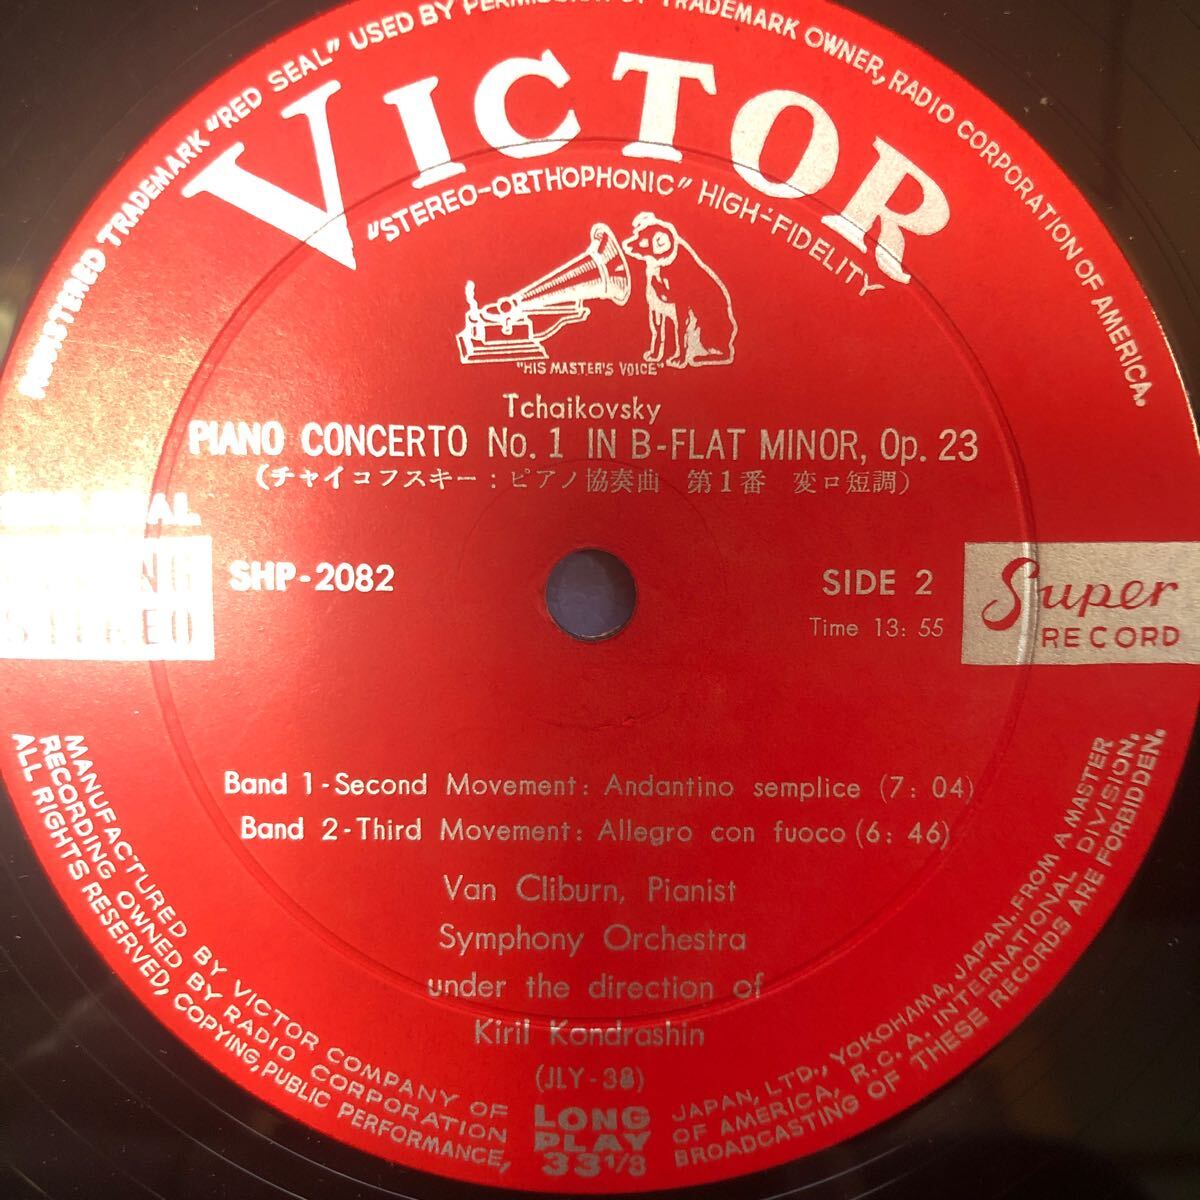 REGISTERED TRADEMARK "RED SEAL" USED BY PERMISSION OF TRADEMARK OWNER, RADIO CORPORATION OF AMERICA.
VICTOR
"STEREO-ORTHOPHONIC" HIGH-FIDELITY
"HIS MASTER'S VOICE"
Tchaikovsky
PIANO CONCERTO No. 1 IN B-FLAT MINOR, Op. 23
(チャイコフスキー：ピアノ協奏曲 第1番 変ロ短調)
SHP-2082
STEREO
SIDE 2
Time 13: 55
Super
RECORD
Band 1-Second Movement: Andantino semplice (7: 04)
Band 2-Third Movement: Allegro con fuoco (6: 46)
Van Cliburn, Pianist
Symphony Orchestra
under the direction of
Kiril Kondrashin
(JLY-38)
LONG
PLAY
33 1/3
MANUFACTURED BY VICTOR COMPANY OF JAPAN, LTD., YOKOHAMA, JAPAN..FROM A MASTER
RECORDING OWNED BY RADIO CORPORATION OF AMERICA, R.C.A. INTERNATIONAL DIVISION.
ALL RIGHTS RESERVED, COPYING, PUBLIC PERFORMANCE, BROADCASTING OF THESE RECORDS ARE FORBIDDEN.